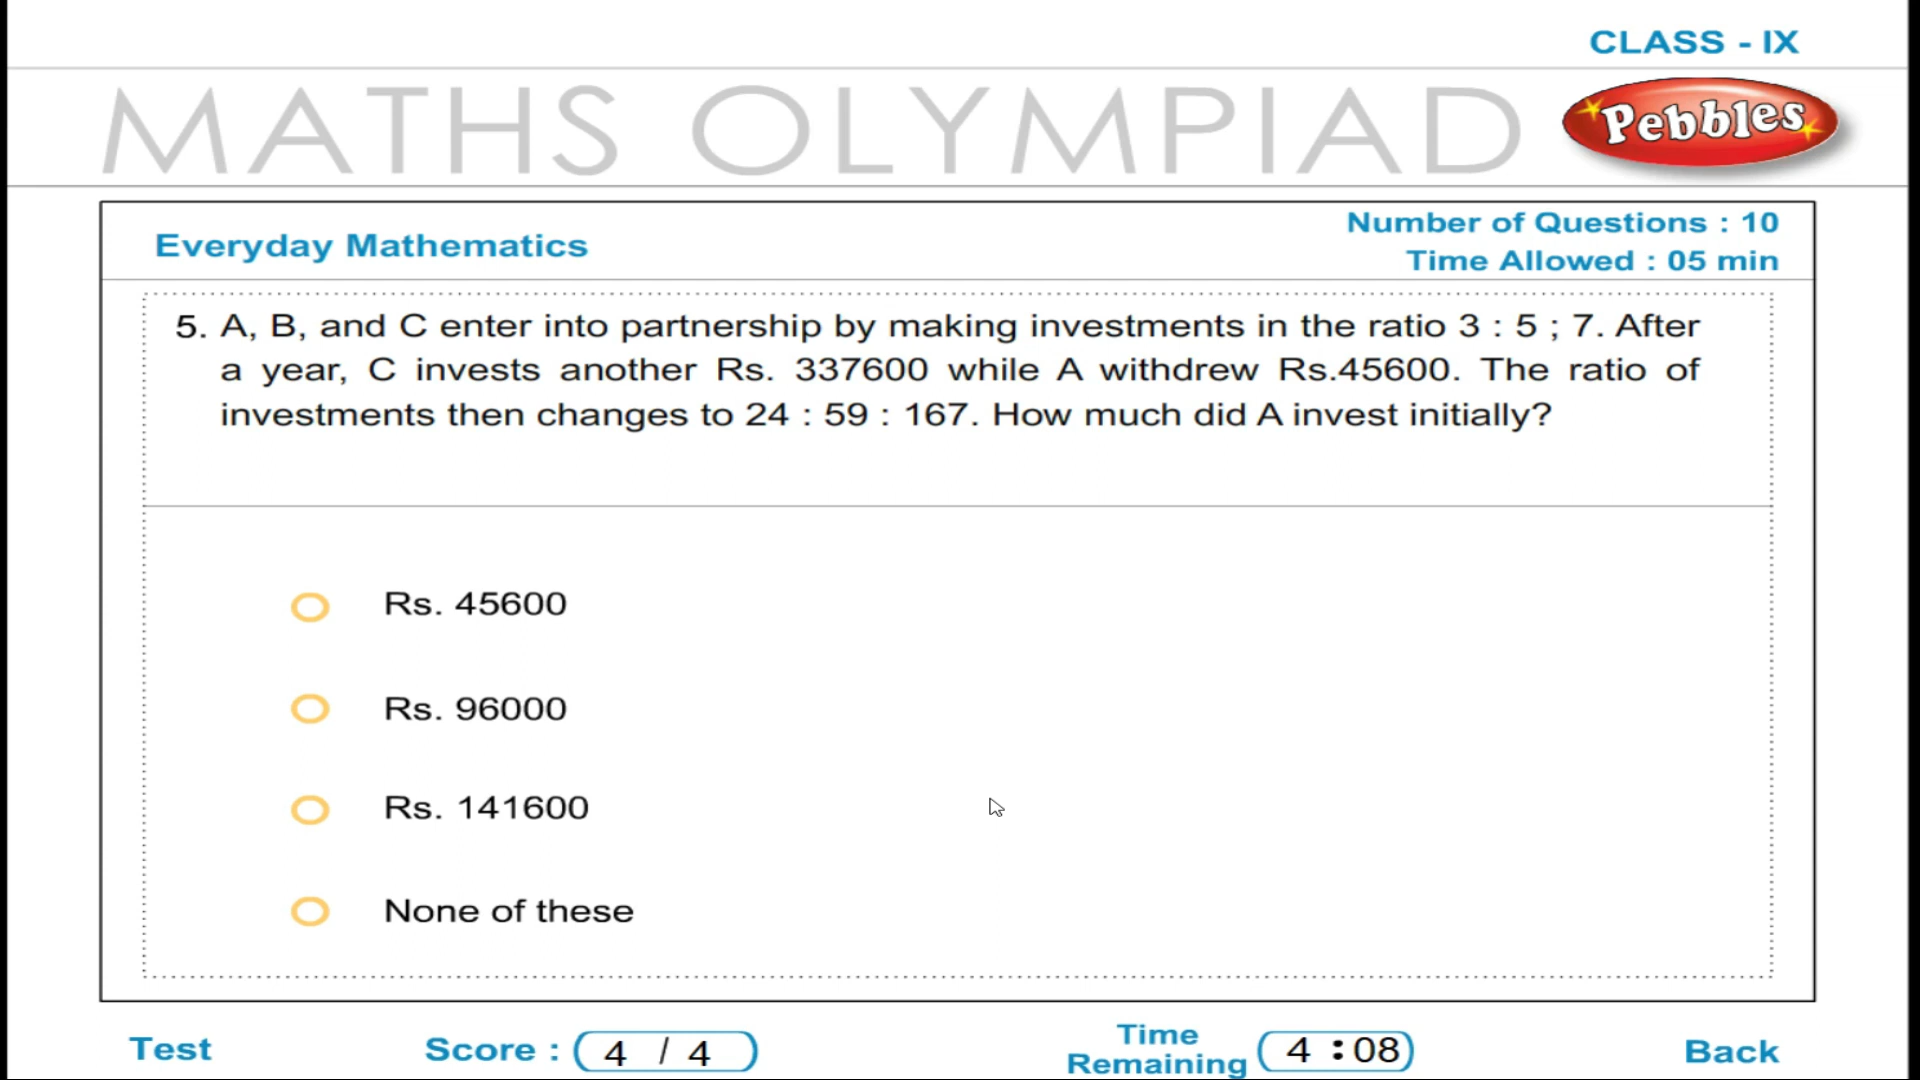 CLASS - IX
MATHS OLYMPIAD
Pebbles
Everyday Mathematics
Number of Questions : 10
Time Allowed : 05 min
5. A, B, and C enter into partnership by making investments in the ratio 3 : 5 ; 7. After
a year, C invests another Rs. 337600 while A withdrew Rs.45600. The ratio of
investments then changes to 24 : 59 : 167. How much did A invest initially?
Rs. 45600
Rs. 96000
Rs. 141600
None of these
Test
Score : 4 / 4
Time
Remaining 4 : 08
Back